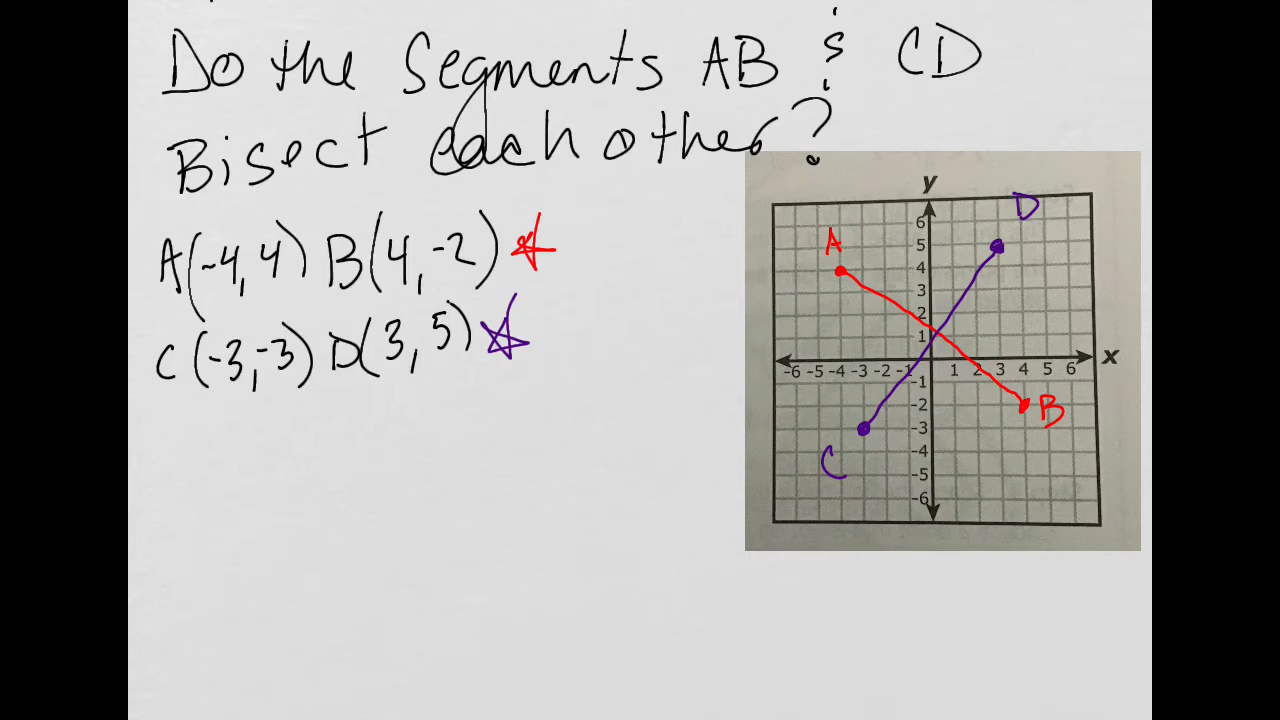 Do the Segments AB & CD
Bisect each other?
A(-4,4) B(4,-2)
C(-3,-3) D(3,5)
y
D
A
6
5
4
3
2
1
-6 -5 -4 -3 -2 -1 1 2 3 4 5 6 x
-1
-2
B
-3
-4
C
-5
-6